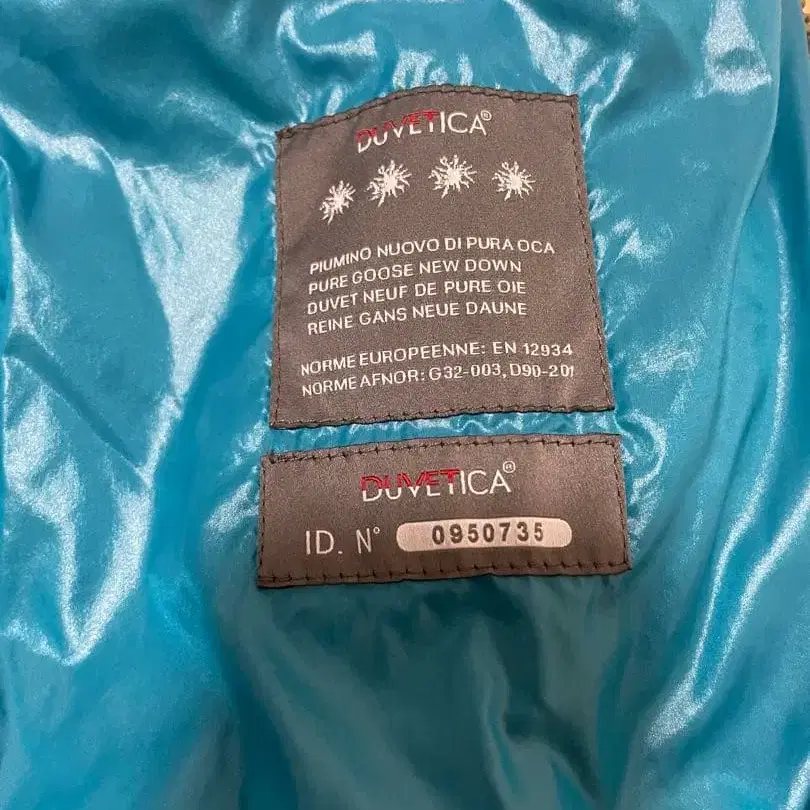 DUVETICA®
PIUMINO NUOVO DI PURA OCA
PURE GOOSE NEW DOWN
DUVET NEUF DE PURE OIE
REINE GANS NEUE DAUNE
NORME EUROPEENNE: EN 12934
NORME AFNOR: G32-003, D90-201
DUVETICA®
ID. N° 0950735